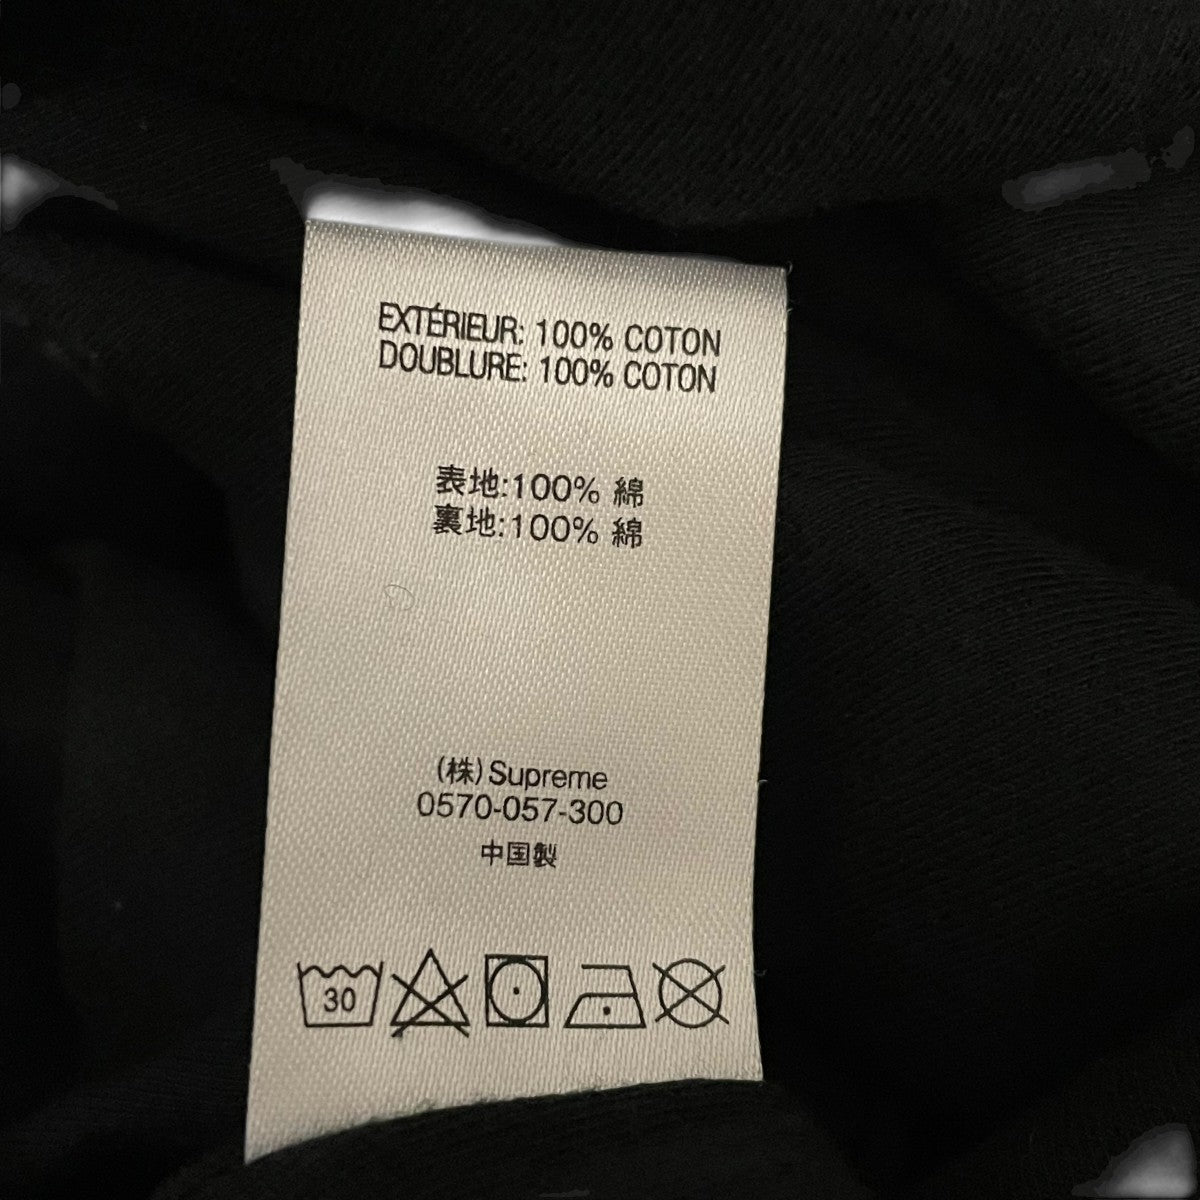 EXTÉRIEUR: 100% COTON
DOUBLURE: 100% COTON
表地:100% 綿
裏地:100% 綿
(株)Supreme
0570-057-300
中国製
30